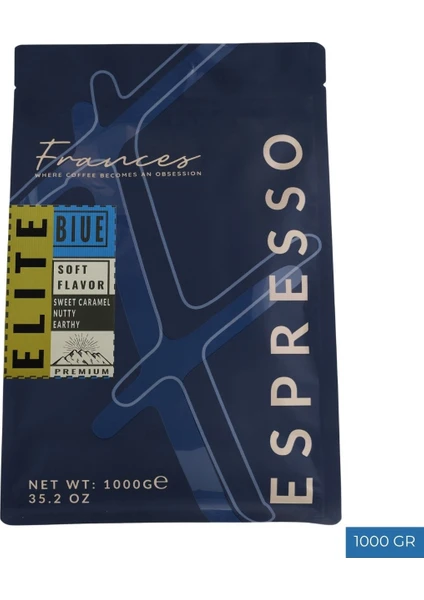 Frances
WHERE COFFEE BECOMES AN OBSESSION
ELITE
BLUE
SOFT
FLAVOR
SWEET CARAMEL
NUTTY
EARTHY
PREMIUM
ESPRESSO
NET WT: 1000G℮
35.2 OZ
1000 GR